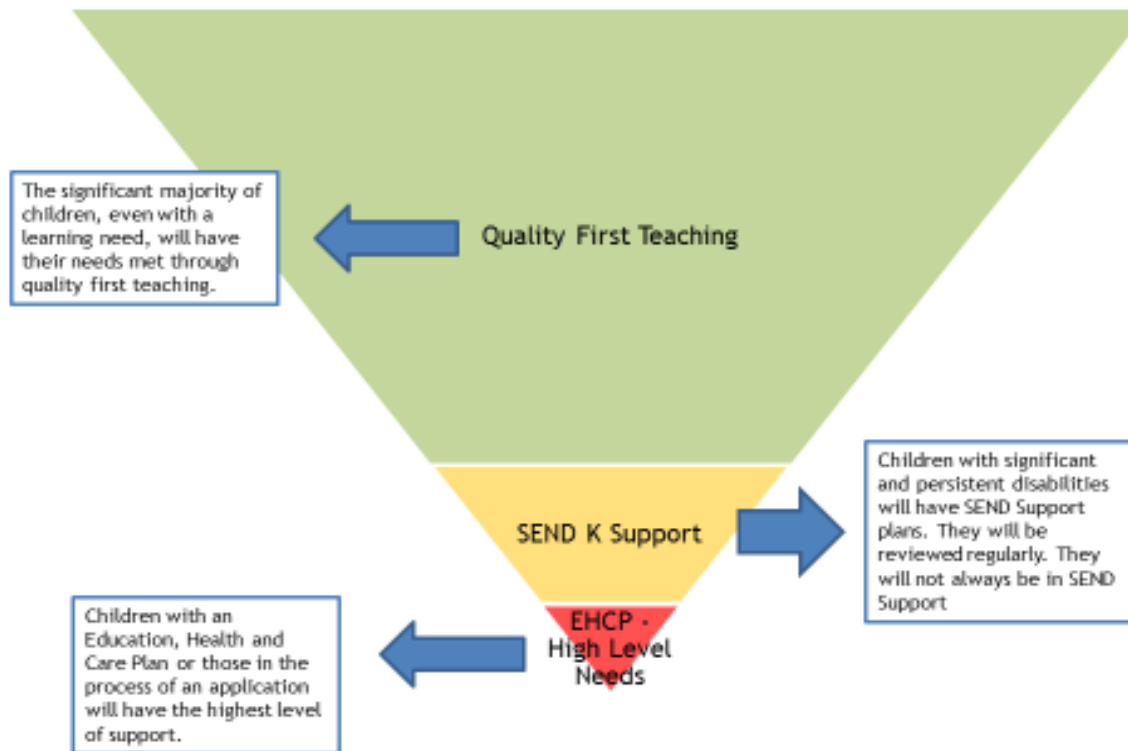 The significant majority of
children, even with a
learning need, will have
their needs met through
quality first teaching.
Quality First Teaching
Children with significant
and persistent disabilities
will have SEND Support
plans. They will be
reviewed regularly. They
will not always be in SEND
Support
SEND K Support
Children with an
Education, Health and
Care Plan or those in the
process of an application
will have the highest level
of support.
EHCP -
High Level
Needs